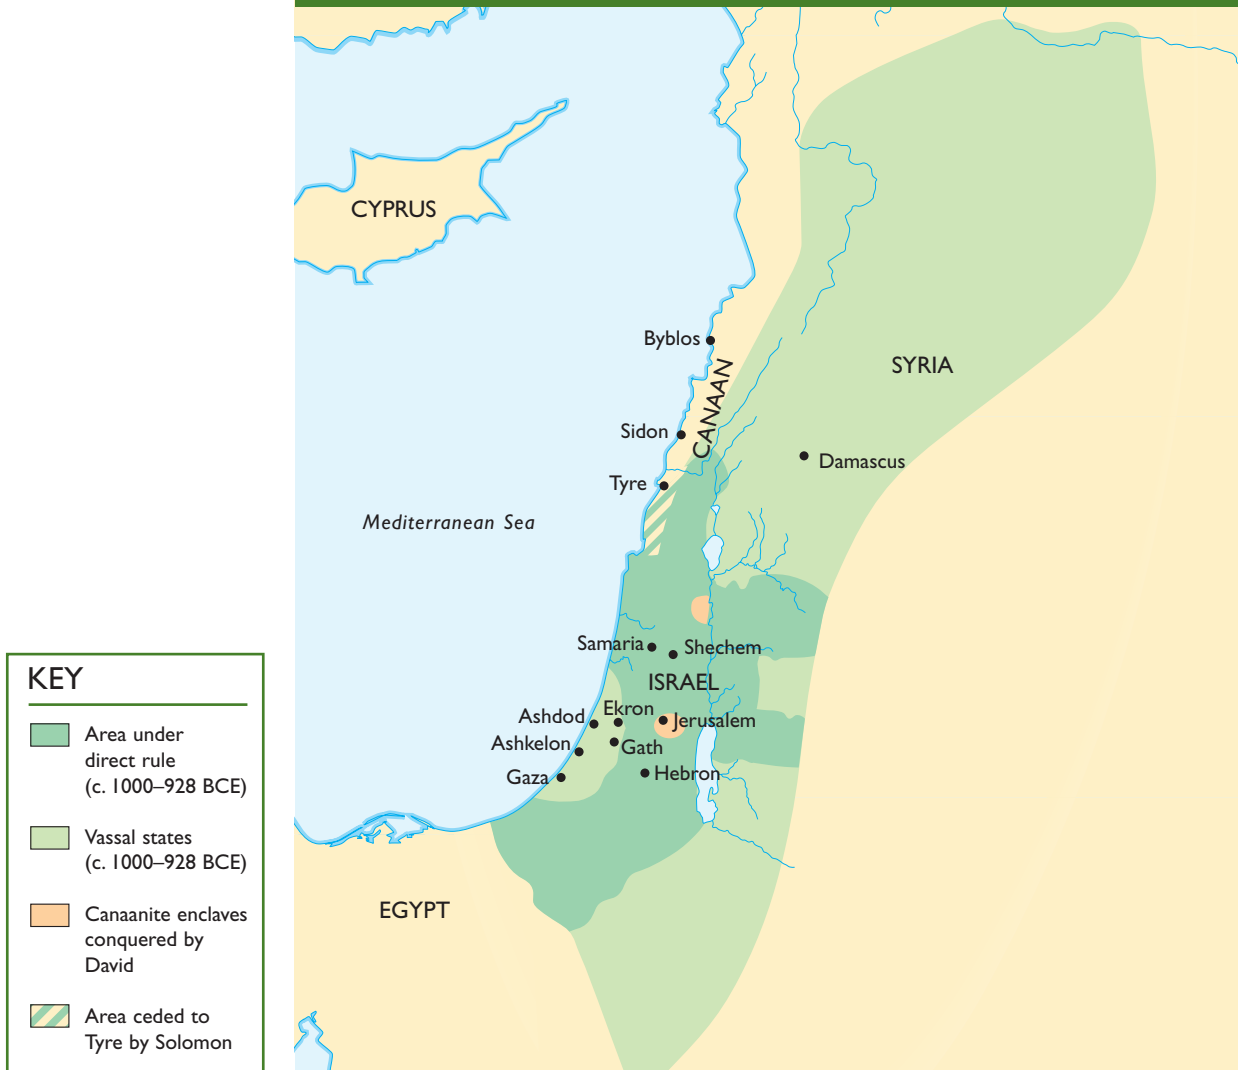 CYPRUS
Byblos
CANAAN
SYRIA
Sidon
Damascus
Tyre
Mediterranean Sea
Samaria
Shechem
ISRAEL
Ekron
Ashdod
Jerusalem
Ashkelon
Gath
Gaza
Hebron
EGYPT
KEY
Area under
direct rule
(c. 1000–928 BCE)
Vassal states
(c. 1000–928 BCE)
Canaanite enclaves
conquered by
David
Area ceded to
Tyre by Solomon